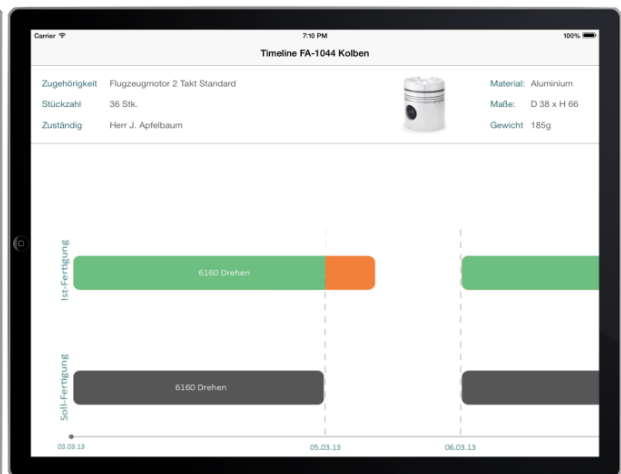 Carrier 7:10 PM 100%
Timeline FA-1044 Kolben
Zugehörigkeit Flugzeugmotor 2 Takt Standard Material: Aluminium
Stückzahl 36 Stk. Maße: D 38 x H 66
Zuständig Herr J. Apfelbaum Gewicht 185g
Ist-Fertigung
6160 Drehen
Soll-Fertigung
6160 Drehen
03.03.13 05.03.13 06.03.13